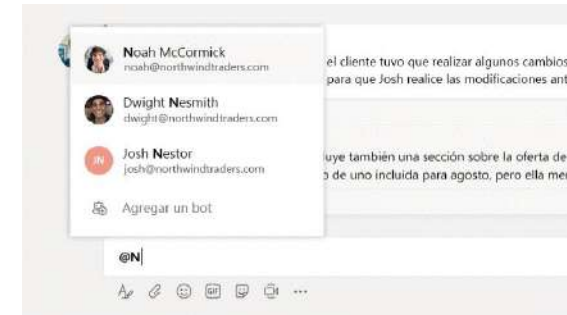 Noah McCormick
noah@northwindtraders.com
el cliente tuvo que realizar algunos cambios
para que Josh realice las modificaciones ant
Dwight Nesmith
dwight@northwindtraders.com
JN
Josh Nestor
josh@northwindtraders.com
uye también una sección sobre la oferta de
o de uno incluida para agosto, pero ella me
Agregar un bot
@N
GIF